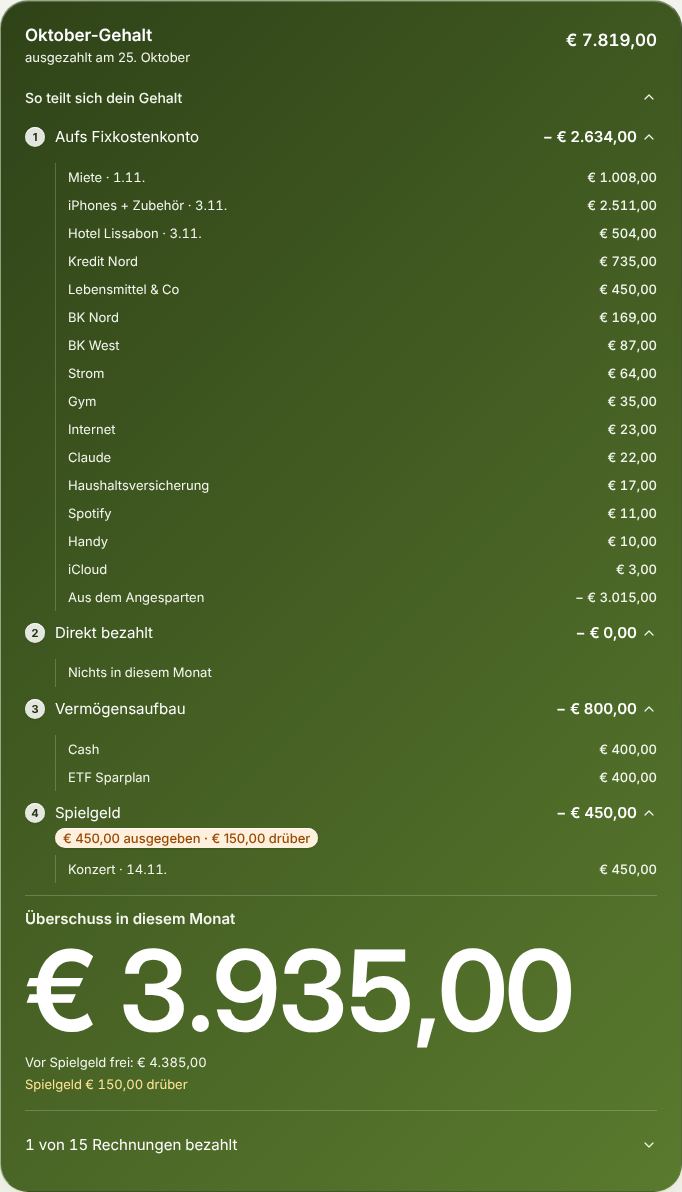 Oktober-Gehalt € 7.819,00
ausgezahlt am 25. Oktober
So teilt sich dein Gehalt
1 Aufs Fixkostenkonto – € 2.634,00
Miete · 1.11. € 1.008,00
iPhones + Zubehör · 3.11. € 2.511,00
Hotel Lissabon · 3.11. € 504,00
Kredit Nord € 735,00
Lebensmittel & Co € 450,00
BK Nord € 169,00
BK West € 87,00
Strom € 64,00
Gym € 35,00
Internet € 23,00
Claude € 22,00
Haushaltsversicherung € 17,00
Spotify € 11,00
Handy € 10,00
iCloud € 3,00
Aus dem Angesparten – € 3.015,00
2 Direkt bezahlt – € 0,00
Nichts in diesem Monat
3 Vermögensaufbau – € 800,00
Cash € 400,00
ETF Sparplan € 400,00
4 Spielgeld – € 450,00
€ 450,00 ausgegeben · € 150,00 drüber
Konzert · 14.11. € 450,00
Überschuss in diesem Monat
€ 3.935,00
Vor Spielgeld frei: € 4.385,00
Spielgeld € 150,00 drüber
1 von 15 Rechnungen bezahlt